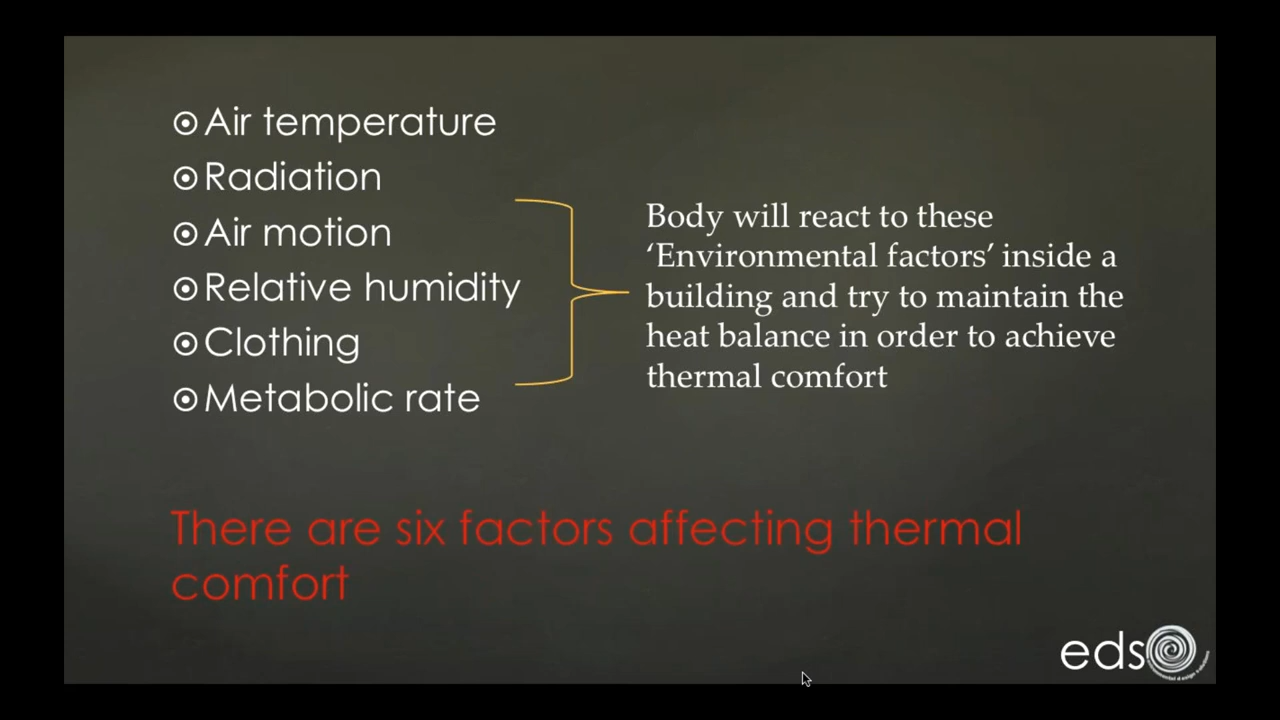 Air temperature
Radiation
Air motion
Relative humidity
Clothing
Metabolic rate
Body will react to these
‘Environmental factors’ inside a
building and try to maintain the
heat balance in order to achieve
thermal comfort
There are six factors affecting thermal
comfort
eds